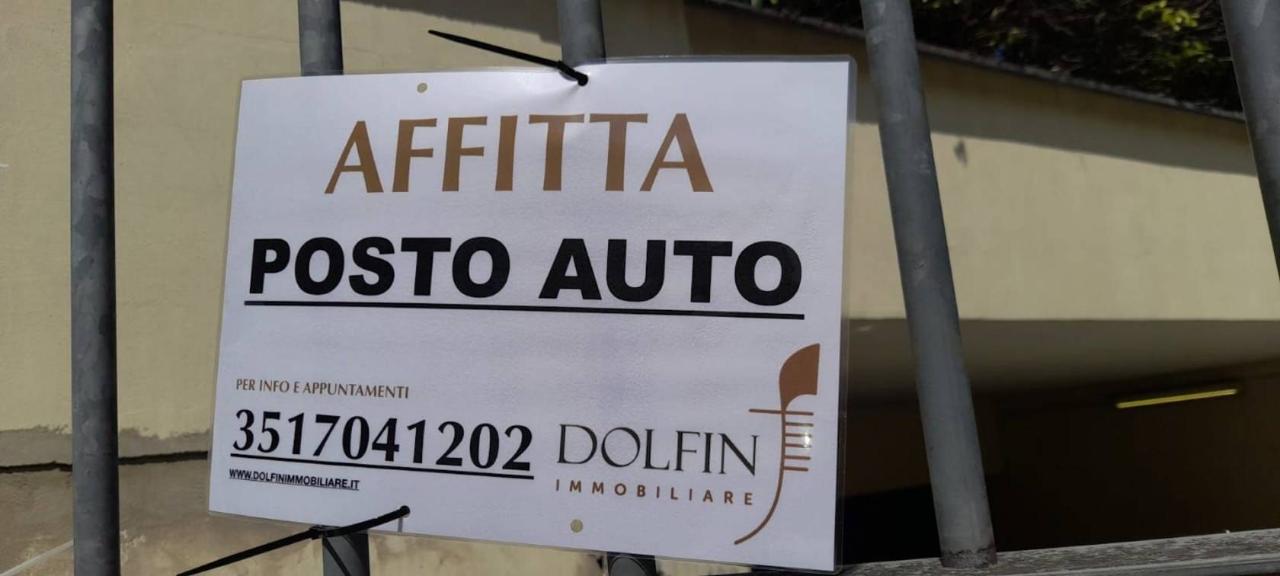 AFFITTA
POSTO AUTO
PER INFO E APPUNTAMENTI
3517041202
WWW.DOLFINIMMOBILIARE.IT
DOLFIN
IMMOBILIARE